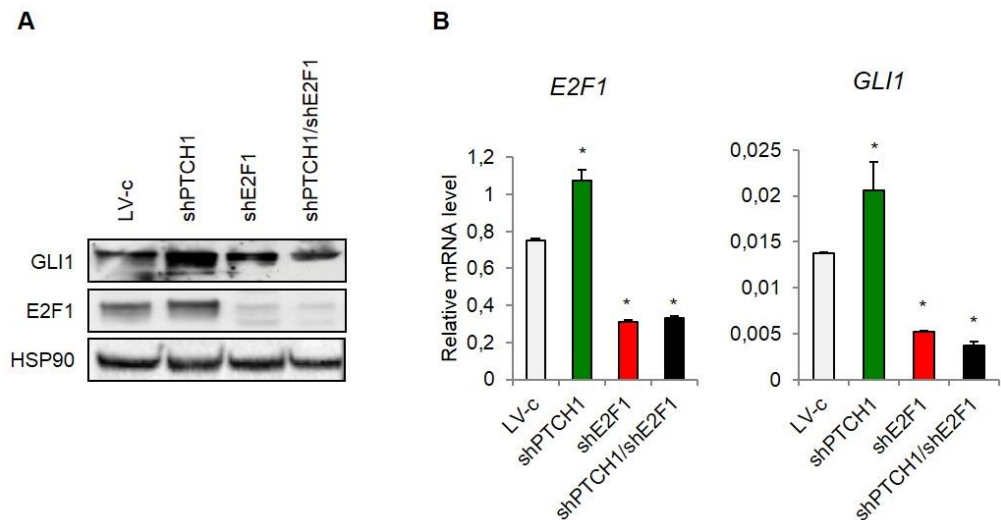 A
LV-c
shPTCH1
shE2F1
shPTCH1/shE2F1
GLI1
E2F1
HSP90
B
E2F1
Relative mRNA level
1,2
1
0,8
0,6
0,4
0,2
0
*
*
*
LV-c
shPTCH1
shE2F1
shPTCH1/shE2F1
GLI1
0,025
0,02
0,015
0,01
0,005
0
*
*
*
LV-c
shPTCH1
shE2F1
shPTCH1/shE2F1